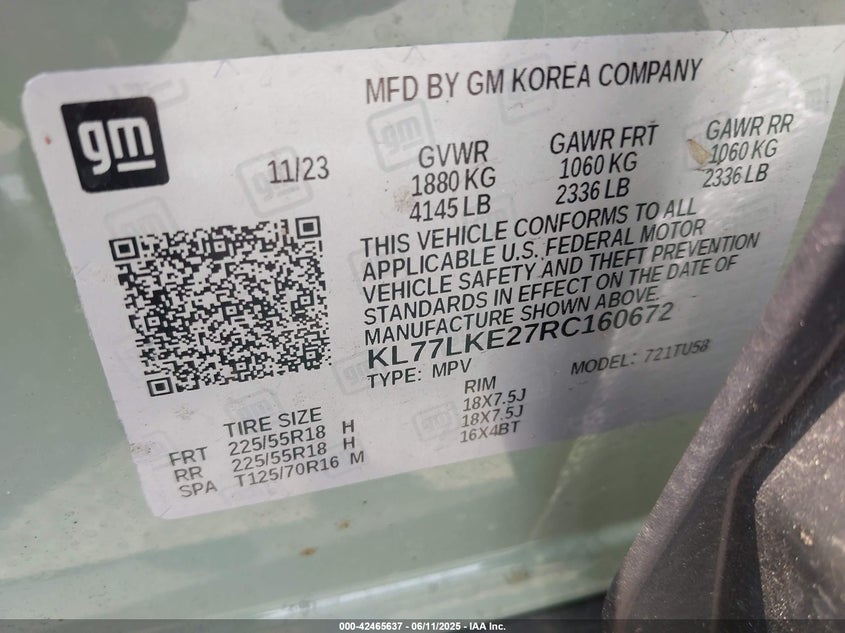 gm
MFD BY GM KOREA COMPANY
11/23
GVWR
1880 KG
4145 LB
GAWR FRT
1060 KG
2336 LB
GAWR RR
1060 KG
2336 LB
THIS VEHICLE CONFORMS TO ALL
APPLICABLE U.S. FEDERAL MOTOR
VEHICLE SAFETY AND THEFT PREVENTION
STANDARDS IN EFFECT ON THE DATE OF
MANUFACTURE SHOWN ABOVE.
KL77LKE27RC160672
TYPE: MPV MODEL: 721TU58
TIRE SIZE RIM
FRT 225/55R18 H 18X7.5J
RR 225/55R18 H 18X7.5J
SPA T125/70R16 M 16X4BT
000-42465637 - 06/11/2025 - IAA Inc.